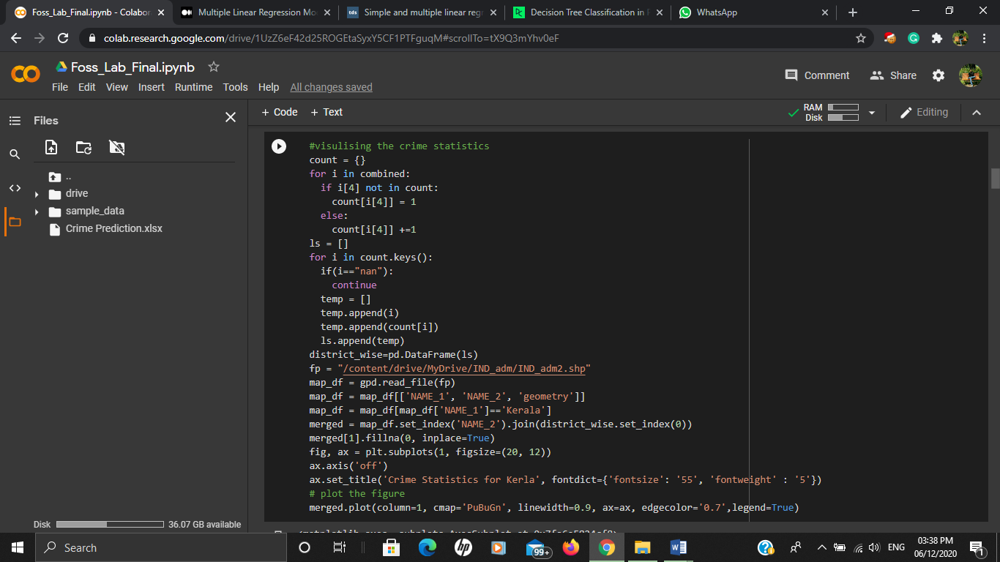 Foss_Lab_Final.ipynb - Colabor
Multiple Linear Regression Mo
tds
Simple and multiple linear reg
DC
Decision Tree Classification in P
WhatsApp
colab.research.google.com/drive/1UzZ6eF42d25ROGEtaSyxY5CF1PTFguqM#scrollTo=tX9Q3mYhv0eF
Foss_Lab_Final.ipynb
File Edit View Insert Runtime Tools Help All changes saved
Comment
Share
Files
+ Code + Text
RAM
Disk
Editing
..
drive
sample_data
Crime Prediction.xlsx
#visulising the crime statistics
count = {}
for i in combined:
  if i[4] not in count:
    count[i[4]] = 1
  else:
    count[i[4]] +=1
ls = []
for i in count.keys():
  if(i=="nan"):
    continue
  temp = []
  temp.append(i)
  temp.append(count[i])
  ls.append(temp)
district_wise=pd.DataFrame(ls)
fp = "/content/drive/MyDrive/IND_adm/IND_adm2.shp"
map_df = gpd.read_file(fp)
map_df = map_df[['NAME_1', 'NAME_2', 'geometry']]
map_df = map_df[map_df['NAME_1']=='Kerala']
merged = map_df.set_index('NAME_2').join(district_wise.set_index(0))
merged[1].fillna(0, inplace=True)
fig, ax = plt.subplots(1, figsize=(20, 12))
ax.axis('off')
ax.set_title('Crime Statistics for Kerla', fontdict={'fontsize': '55', 'fontweight' : '5'})
# plot the figure
merged.plot(column=1, cmap='PuBuGn', linewidth=0.9, ax=ax, edgecolor='0.7',legend=True)
Disk
36.07 GB available
Search
hp
99+
ENG
03:38 PM
06/12/2020
1